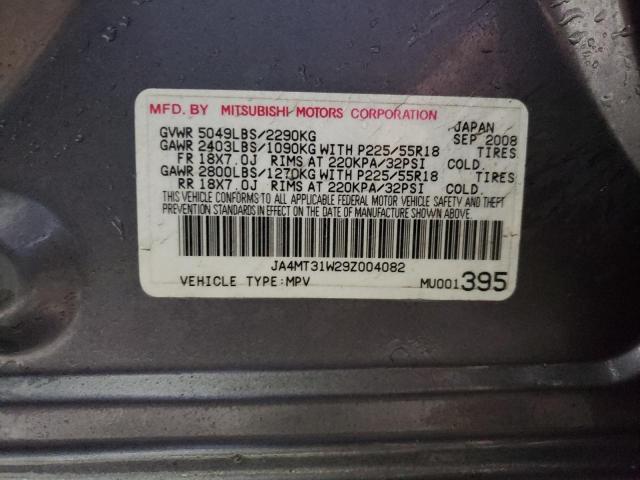 MFD. BY MITSUBISHI MOTORS CORPORATION
GVWR 5049LBS/2290KG JAPAN
SEP 2008
GAWR 2403LBS/1090KG WITH P225/55R18 TIRES
FR 18X7.0J RIMS AT 220KPA/32PSI COLD.
GAWR 2800LBS/1270KG WITH P225/55R18 TIRES
RR 18X7.0J RIMS AT 220KPA/32PSI COLD.
THIS VEHICLE CONFORMS TO ALL APPLICABLE FEDERAL MOTOR VEHICLE SAFETY AND THEFT
PREVENTION STANDARDS IN EFFECT ON THE DATE OF MANUFACTURE SHOWN ABOVE.
JA4MT31W29Z004082
VEHICLE TYPE:MPV MU001395